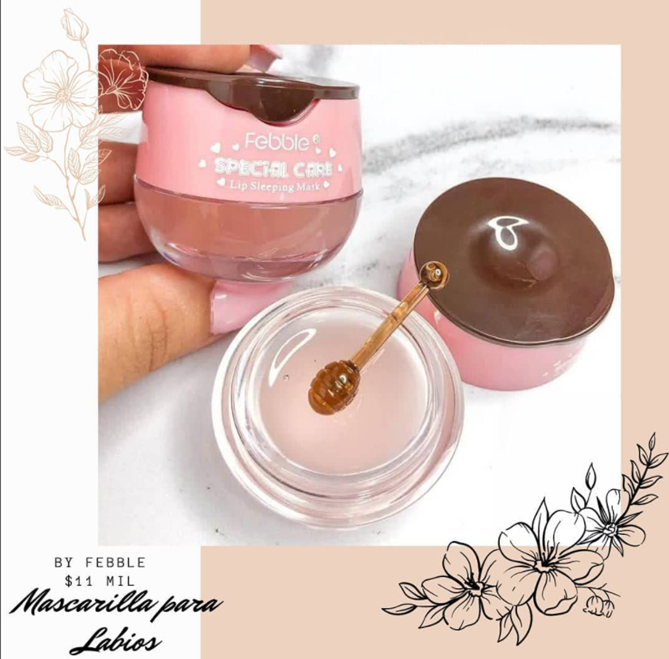 Febble
SPECIAL CARE
Lip Sleeping Mask
BY FEBBLE
$11 MIL
Mascarilla para
Labios